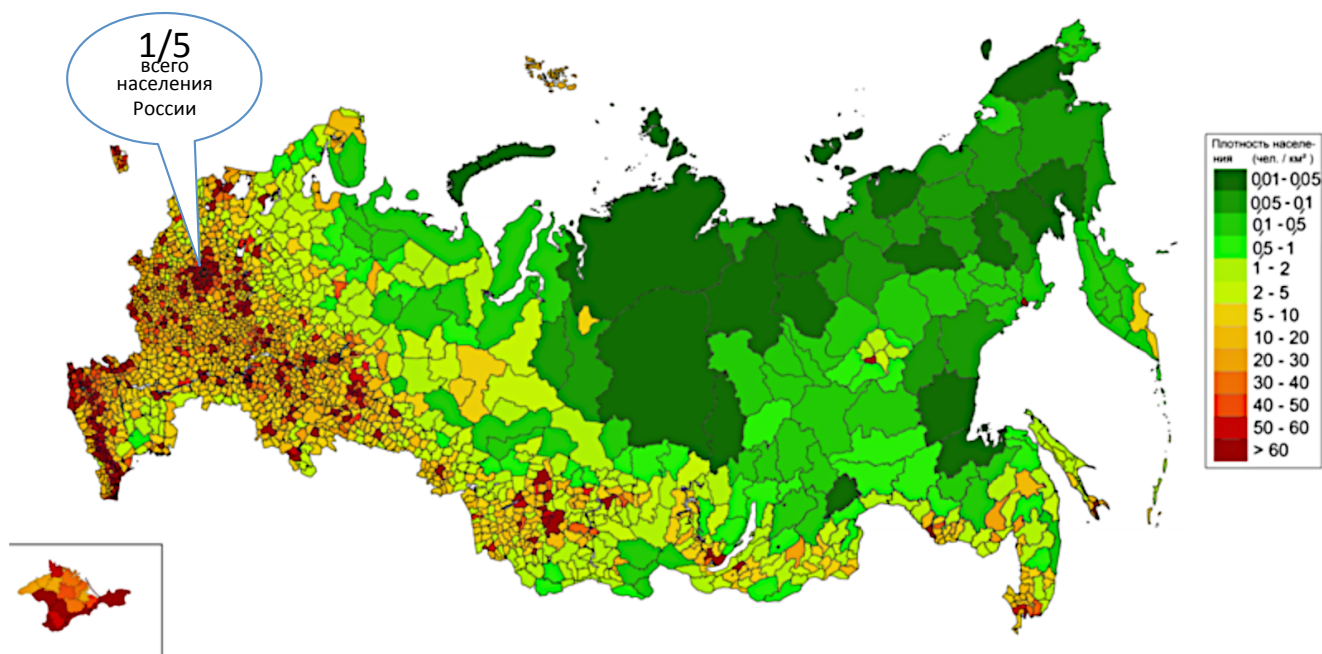 1/5
всего
населения
России
Плотность населе-
ния (чел. / км² )
0,01 - 0,05
0,05 - 0,1
0,1 - 0,5
0,5 - 1
1 - 2
2 - 5
5 - 10
10 - 20
20 - 30
30 - 40
40 - 50
50 - 60
> 60